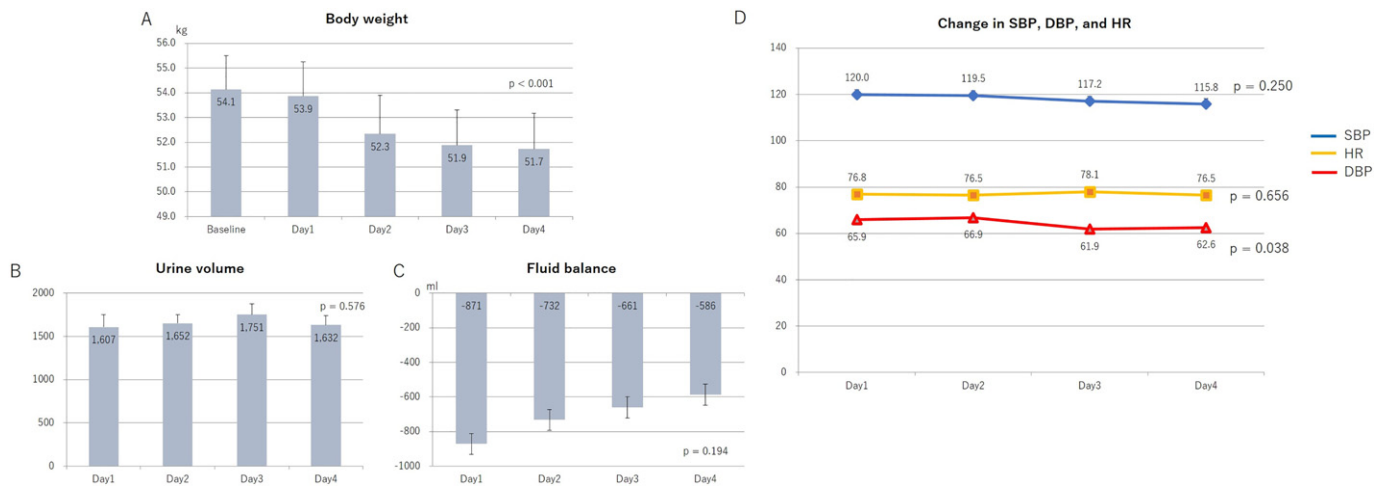 A
Body weight
kg
56.0
55.0
54.0
53.0
52.0
51.0
50.0
49.0
p < 0.001
54.1
53.9
52.3
51.9
51.7
Baseline Day1 Day2 Day3 Day4
B
Urine volume
2000
1500
1000
500
0
p = 0.576
1.607
1.652
1.751
1.632
Day1 Day2 Day3 Day4
C
Fluid balance
ml
0
-200
-400
-600
-800
-1000
-871
-732
-661
-586
p = 0.194
Day1 Day2 Day3 Day4
D
Change in SBP, DBP, and HR
140
120
100
80
60
40
20
0
120.0 119.5 117.2 115.8
p = 0.250
76.8 76.5 78.1 76.5
p = 0.656
65.9 66.9 61.9 62.6
p = 0.038
Day1 Day2 Day3 Day4
SBP
HR
DBP